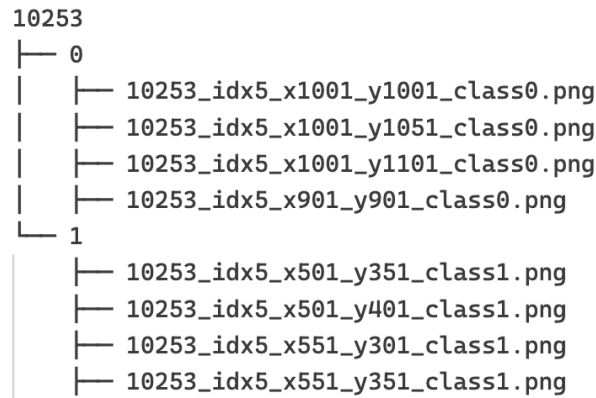 10253
├── 0
│   ├── 10253_idx5_x1001_y1001_class0.png
│   ├── 10253_idx5_x1001_y1051_class0.png
│   ├── 10253_idx5_x1001_y1101_class0.png
│   ├── 10253_idx5_x901_y901_class0.png
└── 1
    ├── 10253_idx5_x501_y351_class1.png
    ├── 10253_idx5_x501_y401_class1.png
    ├── 10253_idx5_x551_y301_class1.png
    ├── 10253_idx5_x551_y351_class1.png